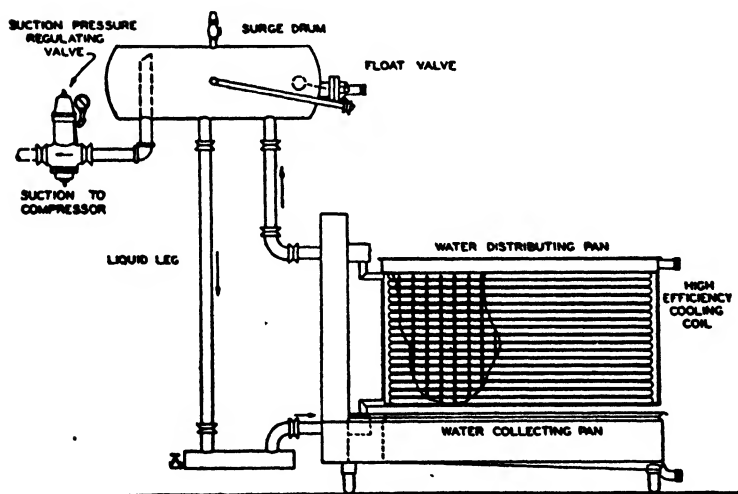 SUCTION PRESSURE
REGULATING
VALVE
SURGE DRUM
FLOAT VALVE
SUCTION TO
COMPRESSOR
LIQUID LEG
WATER DISTRIBUTING PAN
HIGH
EFFICIENCY
COOLING
COIL
WATER COLLECTING PAN